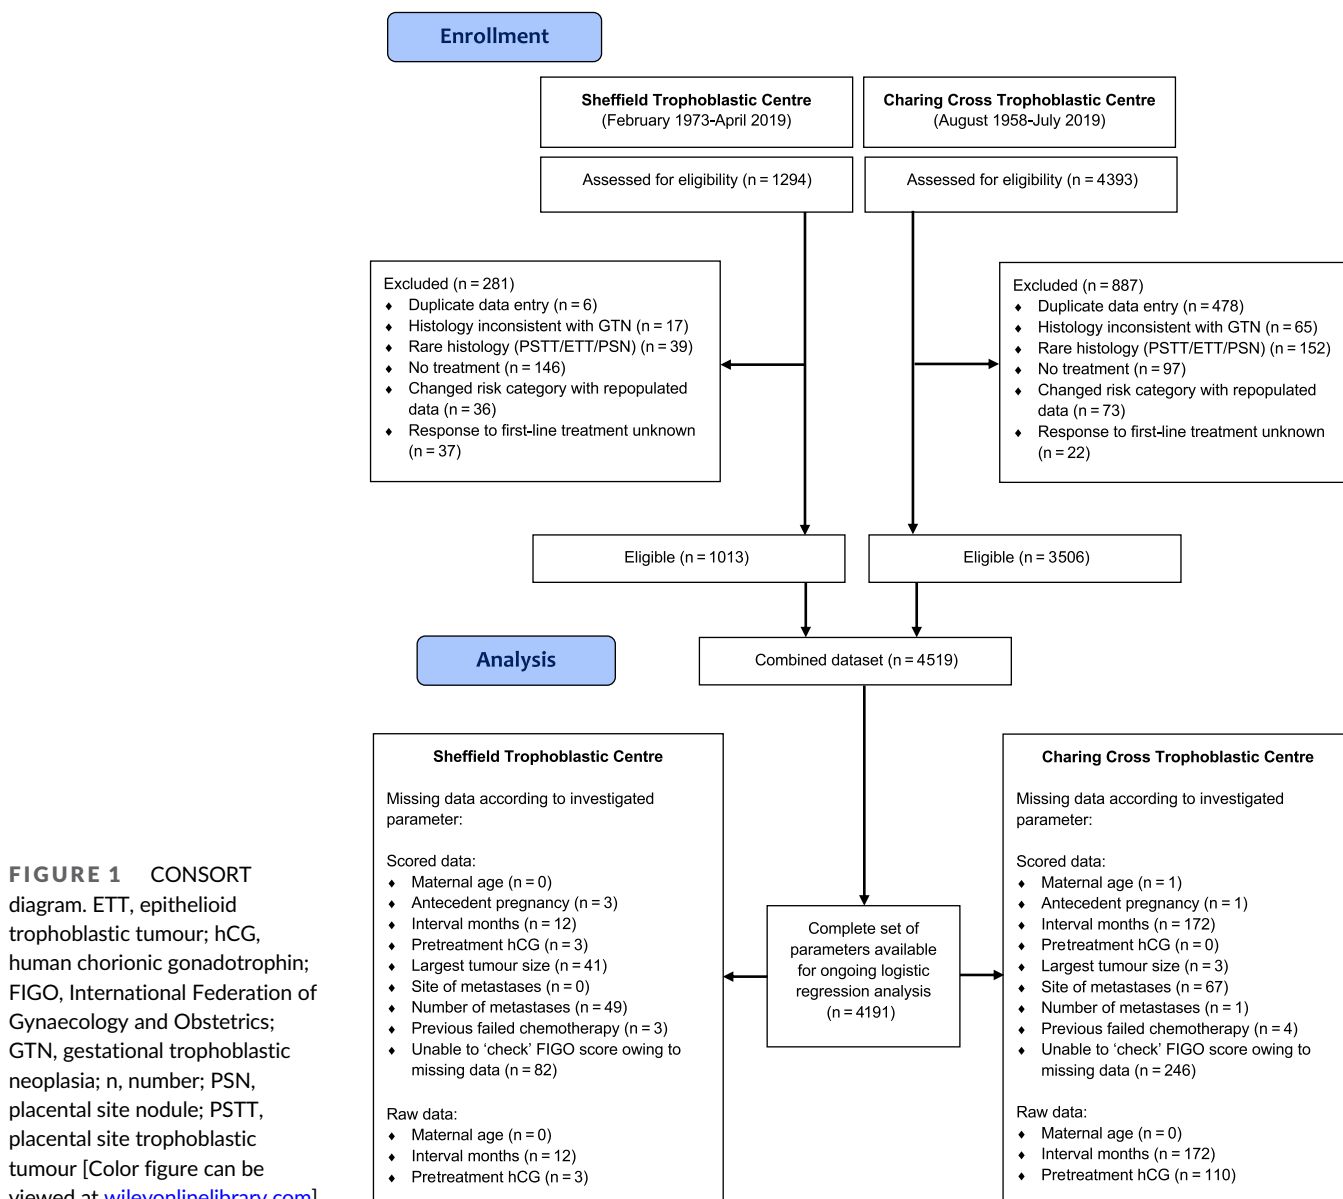 Enrollment
Sheffield Trophoblastic Centre
(February 1973-April 2019)
Charing Cross Trophoblastic Centre
(August 1958-July 2019)
Assessed for eligibility (n = 1294)
Assessed for eligibility (n = 4393)
Excluded (n = 281)
♦ Duplicate data entry (n = 6)
♦ Histology inconsistent with GTN (n = 17)
♦ Rare histology (PSTT/ETT/PSN) (n = 39)
♦ No treatment (n = 146)
♦ Changed risk category with repopulated
data (n = 36)
♦ Response to first-line treatment unknown
(n = 37)
Excluded (n = 887)
♦ Duplicate data entry (n = 478)
♦ Histology inconsistent with GTN (n = 65)
♦ Rare histology (PSTT/ETT/PSN) (n = 152)
♦ No treatment (n = 97)
♦ Changed risk category with repopulated
data (n = 73)
♦ Response to first-line treatment unknown
(n = 22)
Eligible (n = 1013)
Eligible (n = 3506)
Analysis
Combined dataset (n = 4519)
Sheffield Trophoblastic Centre
Missing data according to investigated
parameter:
Scored data:
♦ Maternal age (n = 0)
♦ Antecedent pregnancy (n = 3)
♦ Interval months (n = 12)
♦ Pretreatment hCG (n = 3)
♦ Largest tumour size (n = 41)
♦ Site of metastases (n = 0)
♦ Number of metastases (n = 49)
♦ Previous failed chemotherapy (n = 3)
♦ Unable to ‘check’ FIGO score owing to
missing data (n = 82)
Raw data:
♦ Maternal age (n = 0)
♦ Interval months (n = 12)
♦ Pretreatment hCG (n = 3)
Complete set of
parameters available
for ongoing logistic
regression analysis
(n = 4191)
Charing Cross Trophoblastic Centre
Missing data according to investigated
parameter:
Scored data:
♦ Maternal age (n = 1)
♦ Antecedent pregnancy (n = 1)
♦ Interval months (n = 172)
♦ Pretreatment hCG (n = 0)
♦ Largest tumour size (n = 3)
♦ Site of metastases (n = 67)
♦ Number of metastases (n = 1)
♦ Previous failed chemotherapy (n = 4)
♦ Unable to ‘check’ FIGO score owing to
missing data (n = 246)
Raw data:
♦ Maternal age (n = 0)
♦ Interval months (n = 172)
♦ Pretreatment hCG (n = 110)
FIGURE 1 CONSORT
diagram. ETT, epithelioid
trophoblastic tumour; hCG,
human chorionic gonadotrophin;
FIGO, International Federation of
Gynaecology and Obstetrics;
GTN, gestational trophoblastic
neoplasia; n, number; PSN,
placental site nodule; PSTT,
placental site trophoblastic
tumour [Color figure can be
viewed at wileyonlinelibrary.com]